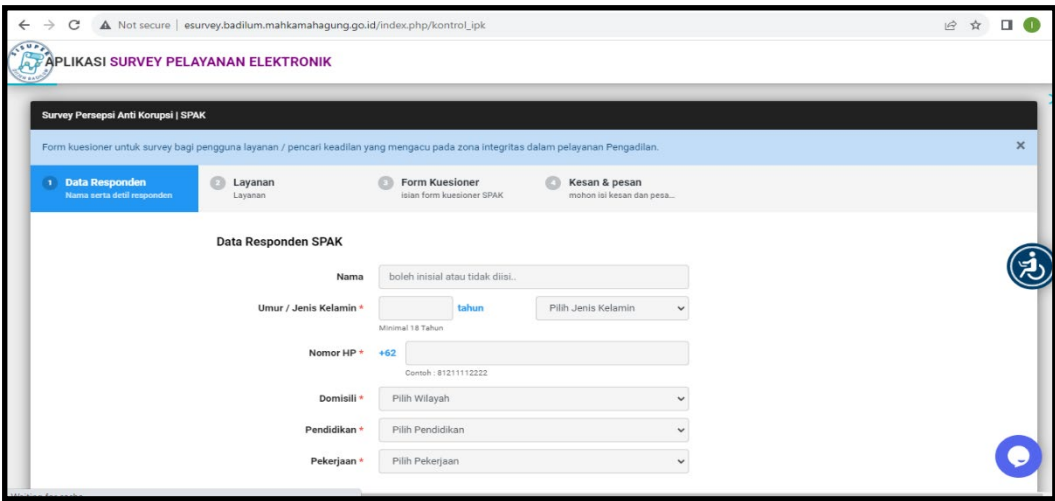 Not secure | esurvey.badilum.mahkamahagung.go.id/index.php/kontrol_ipk
APLIKASI SURVEY PELAYANAN ELEKTRONIK
Survey Persepsi Anti Korupsi | SPAK
Form kuesioner untuk survey bagi pengguna layanan / pencari keadilan yang mengacu pada zona integritas dalam pelayanan Pengadilan.
1 Data Responden
Nama serta detil responden
2 Layanan
Layanan
3 Form Kuesioner
isian form kuesioner SPAK
4 Kesan & pesan
mohon isi kesan dan pesa...
Data Responden SPAK
Nama boleh inisial atau tidak diisi..
Umur / Jenis Kelamin * tahun Pilih Jenis Kelamin
Minimal 18 Tahun
Nomor HP * +62
Contoh : 81211112222
Domisili * Pilih Wilayah
Pendidikan * Pilih Pendidikan
Pekerjaan * Pilih Pekerjaan